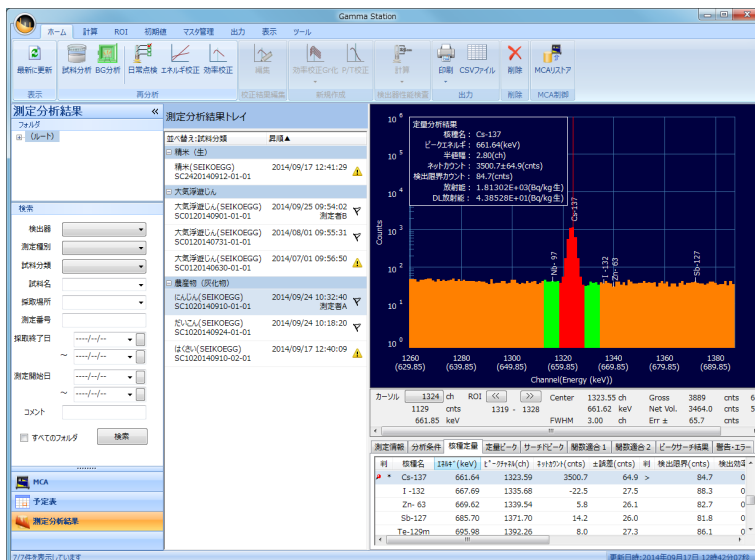 Gamma Station
ホーム 計算 ROI 初期値 マスタ管理 出力 表示 ツール
最新に更新 試料分析 BG分析 日常点検 エネルギ校正 効率校正 編集 効率校正Gr化 P/T校正 計算 印刷 CSVファイル 削除 MCAリストア
表示 再分析 校正結果編集 新規作成 検出器性能検査 出力 削除 MCA制御
測定分析結果 «
フォルダ
(ルート)
検索
検出器
測定種別
試料分類
試料名
採取場所
測定番号
採取終了日 ----/--/--
～ ----/--/--
測定開始日 ----/--/--
～ ----/--/--
コメント
すべてのフォルダ 検索
MCA
予定表
測定分析結果
測定分析結果トレイ
並べ替え:試料分類 昇順▲
精米（生）
精米(SEIKOEGG) 2014/09/17 12:41:29
SC2420140912-01-01
大気浮遊じん
大気浮遊じん(SEIKOEGG) 2014/09/25 09:54:02
SC0120140901-01-01 測定者B
大気浮遊じん(SEIKOEGG) 2014/08/01 09:55:31
SC0120140731-01-01
大気浮遊じん(SEIKOEGG) 2014/07/01 09:56:50
SC0120140630-01-01
農産物（灰化物）
にんじん(SEIKOEGG) 2014/09/24 10:32:40
SC1020140910-01-01 測定者A
だいこん(SEIKOEGG) 2014/09/24 10:18:20
SC1020140924-01-01
はくさい(SEIKOEGG) 2014/09/17 12:40:09
SC1020140910-02-01
定量分析結果
核種名： Cs-137
ピークエネルギ： 661.64(keV)
半値幅： 2.80(ch)
ネットカウント： 3500.7±64.9(cnts)
検出限界カウント： 84.7(cnts)
放射能： 1.81302E+03(Bq/kg生)
DL放射能： 4.38528E+01(Bq/kg生)
Counts
10 6
10 5
10 4
10 3
10 2
10 1
10 0
Nb- 97
Cs-137
I -132
Zn- 63
Sb-127
1260 1280 1300 1320 1340 1360 1380
(629.85) (639.85) (649.85) (659.85) (669.85) (679.85) (689.85)
Channel(Energy (keV))
カーソル 1324 ch ROI << >> Center 1323.55 ch Gross 3889 cnts
1129 cnts 1319 - 1328 661.62 keV Net Vol. 3464.0 cnts
661.85 keV FWHM 3.00 ch Err ± 65.7 cnts
測定情報 分析条件 核種定量 定量ピーク サーチドピーク 関数適合1 関数適合2 ピークサーチ結果 警告・エラー
判 核種名 ｴﾈﾙｷﾞ(keV) ﾋﾟｰｸﾁｬﾈﾙ(ch) ﾈｯﾄｶｳﾝﾄ(cnts) ±誤差(cnts) 判 検出限界(cnts) 検出効率
* Cs-137 661.64 1323.59 3500.7 64.9 > 84.7
I -132 667.69 1335.68 -22.5 27.5 88.3
Zn- 63 669.62 1339.54 5.8 26.1 82.7
Sb-127 685.70 1371.70 14.2 26.0 81.8
Te-129m 695.98 1392.26 8.0 27.3 86.1
7/7件を表示しています 更新日時:2014年09月17日 12時42分07秒